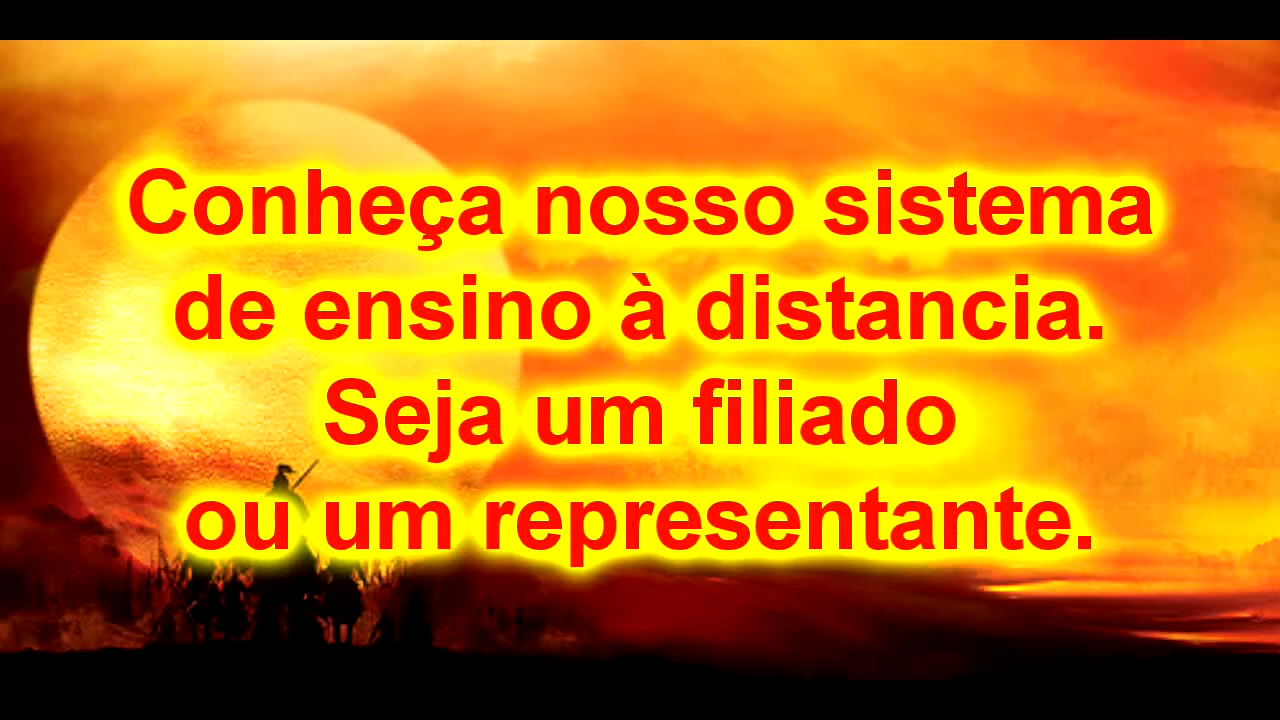 Conheça nosso sistema
de ensino à distancia.
Seja um filiado
ou um representante.